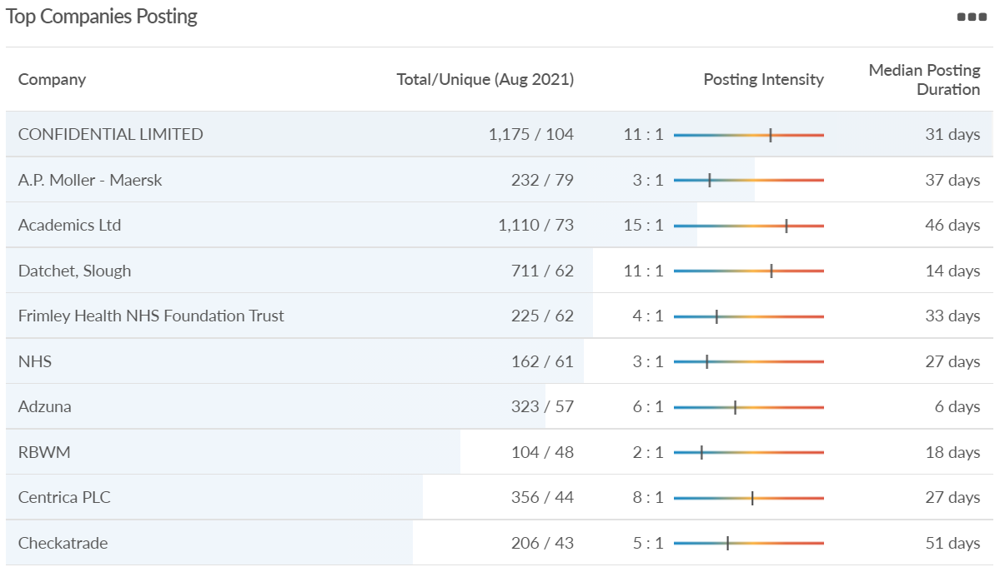 Top Companies Posting
Company Total/Unique (Aug 2021) Posting Intensity Median Posting Duration
CONFIDENTIAL LIMITED 1,175 / 104 11 : 1 31 days
A.P. Moller - Maersk 232 / 79 3 : 1 37 days
Academics Ltd 1,110 / 73 15 : 1 46 days
Datchet, Slough 711 / 62 11 : 1 14 days
Frimley Health NHS Foundation Trust 225 / 62 4 : 1 33 days
NHS 162 / 61 3 : 1 27 days
Adzuna 323 / 57 6 : 1 6 days
RBWM 104 / 48 2 : 1 18 days
Centrica PLC 356 / 44 8 : 1 27 days
Checkatrade 206 / 43 5 : 1 51 days